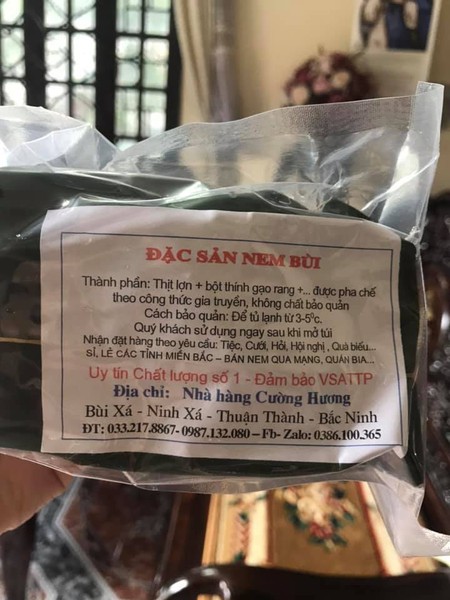 ĐẶC SẢN NEM BÙI
Thành phần: Thịt lợn + bột thính gạo rang +... được pha chế
theo công thức gia truyền, không chất bảo quản
Cách bảo quản: Để tủ lạnh từ 3-5⁰c.
Quý khách sử dụng ngay sau khi mở túi
Nhận đặt hàng theo yêu cầu: Tiệc, Cưới, Hỏi, Hội nghị , Quà biếu...
SỈ, LẺ CÁC TỈNH MIỀN BẮC – BÁN NEM QUA MẠNG, QUÁN BIA...
Uy tín Chất lượng số 1 - Đảm bảo VSATTP
Địa chỉ: Nhà hàng Cường Hương
Bùi Xá - Ninh Xá - Thuận Thành - Bắc Ninh
ĐT: 033.217.8867- 0987.132.080 – Fb- Zalo: 0386.100.365